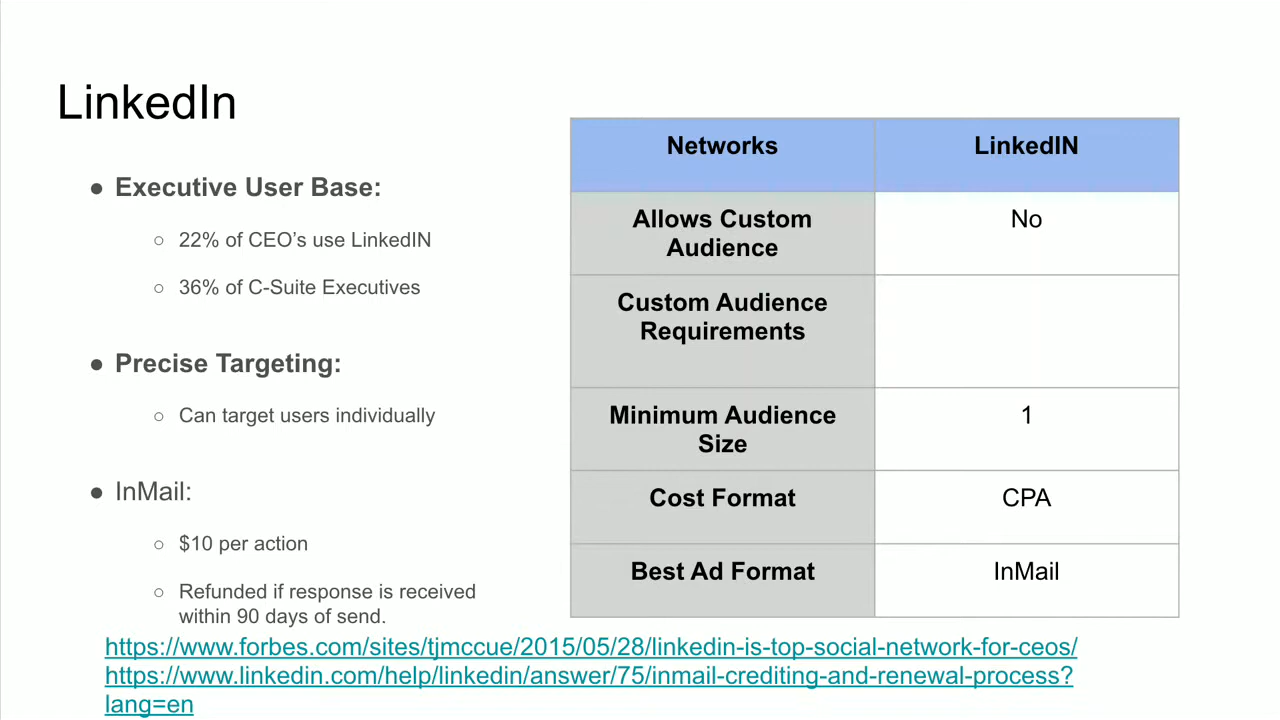 LinkedIn
● Executive User Base:
○ 22% of CEO’s use LinkedIN
○ 36% of C-Suite Executives
● Precise Targeting:
○ Can target users individually
● InMail:
○ $10 per action
○ Refunded if response is received
within 90 days of send.
Networks LinkedIN
Allows Custom No
Audience
Custom Audience
Requirements
Minimum Audience 1
Size
Cost Format CPA
Best Ad Format InMail
https://www.forbes.com/sites/tjmccue/2015/05/28/linkedin-is-top-social-network-for-ceos/
https://www.linkedin.com/help/linkedin/answer/75/inmail-crediting-and-renewal-process?
lang=en